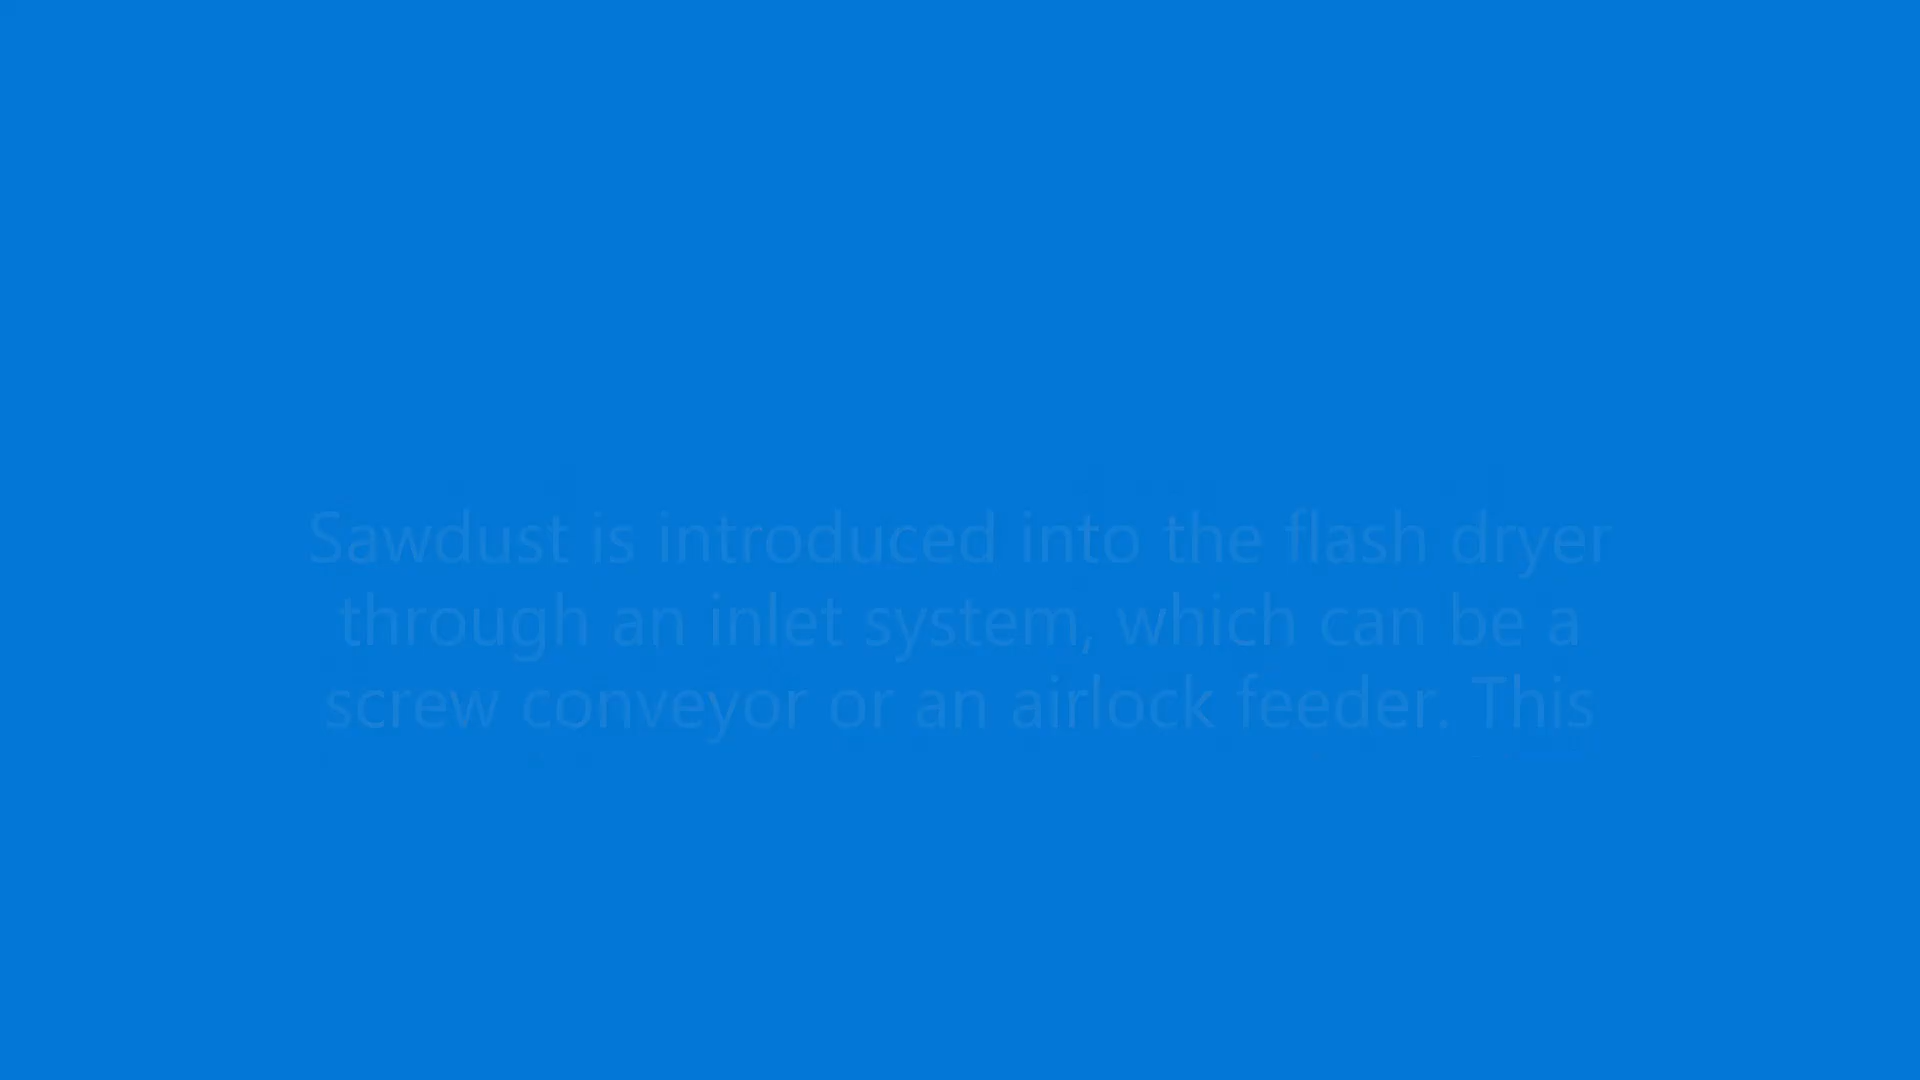 Sawdust is introduced into the flash dryer
through an inlet system, which can be a
screw conveyor or an airlock feeder. This